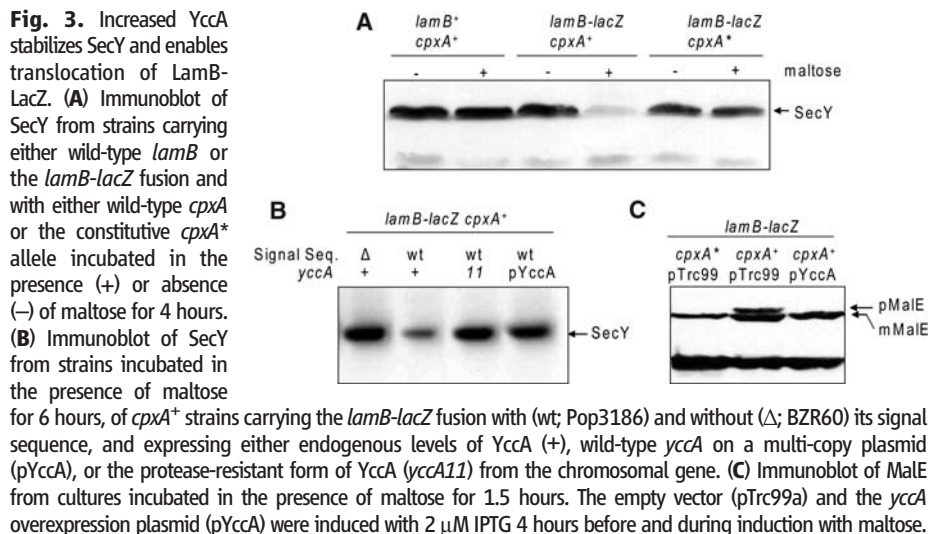 Fig. 3. Increased YccA
stabilizes SecY and enables
translocation of LamB-
LacZ. (A) Immunoblot of
SecY from strains carrying
either wild-type lamB or
the lamB-lacZ fusion and
with either wild-type cpxA
or the constitutive cpxA*
allele incubated in the
presence (+) or absence
(–) of maltose for 4 hours.
(B) Immunoblot of SecY
from strains incubated in
the presence of maltose
for 6 hours, of cpxA⁺ strains carrying the lamB-lacZ fusion with (wt; Pop3186) and without (Δ; BZR60) its signal
sequence, and expressing either endogenous levels of YccA (+), wild-type yccA on a multi-copy plasmid
(pYccA), or the protease-resistant form of YccA (yccA11) from the chromosomal gene. (C) Immunoblot of MalE
from cultures incubated in the presence of maltose for 1.5 hours. The empty vector (pTrc99a) and the yccA
overexpression plasmid (pYccA) were induced with 2 μM IPTG 4 hours before and during induction with maltose.
A
lamB⁺ lamB-lacZ lamB-lacZ
cpxA⁺ cpxA⁺ cpxA*
- + - + - + maltose
SecY
B
lamB-lacZ cpxA⁺
Signal Seq. Δ wt wt wt
yccA + + 11 pYccA
SecY
C
lamB-lacZ
cpxA* cpxA⁺ cpxA⁺
pTrc99 pTrc99 pYccA
pMalE
mMalE